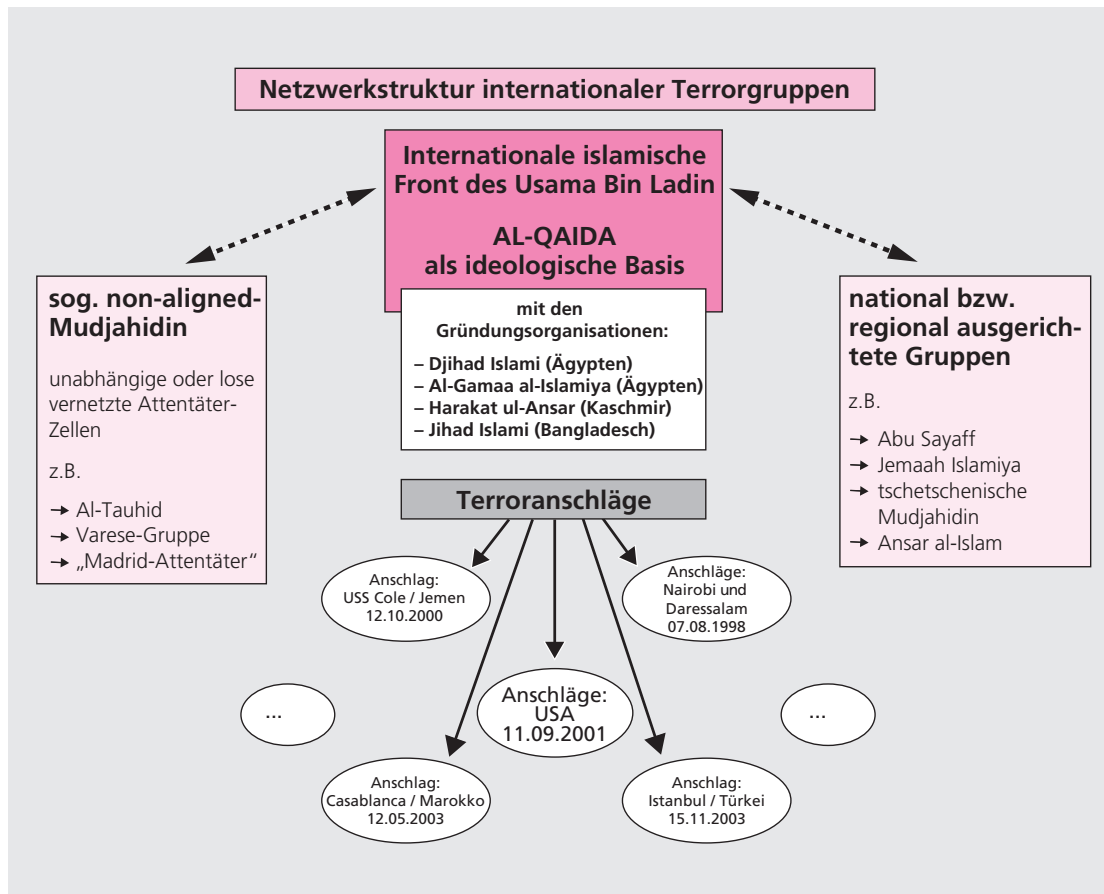 Netzwerkstruktur internationaler Terrorgruppen
Internationale islamische
Front des Usama Bin Ladin
AL-QAIDA
als ideologische Basis
mit den
Gründungsorganisationen:
– Djihad Islami (Ägypten)
– Al-Gamaa al-Islamiya (Ägypten)
– Harakat ul-Ansar (Kaschmir)
– Jihad Islami (Bangladesch)
sog. non-aligned-
Mudjahidin
unabhängige oder lose
vernetzte Attentäter-
Zellen
z.B.
→ Al-Tauhid
→ Varese-Gruppe
→ „Madrid-Attentäter“
national bzw.
regional ausgerich-
tete Gruppen
z.B.
→ Abu Sayaff
→ Jemaah Islamiya
→ tschetschenische
Mudjahidin
→ Ansar al-Islam
Terroranschläge
Anschlag:
USS Cole / Jemen
12.10.2000
Anschläge:
Nairobi und
Daressalam
07.08.1998
...
Anschläge:
USA
11.09.2001
...
Anschlag:
Casablanca / Marokko
12.05.2003
Anschlag:
Istanbul / Türkei
15.11.2003